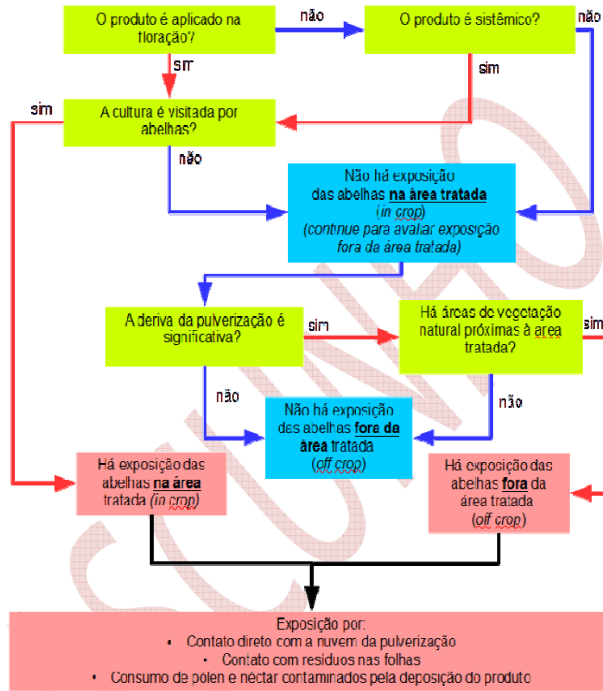 O produto é aplicado na
floração?
não
O produto é sistêmico?
não
sim
sim
sim
A cultura é visitada por
abelhas?
não
Não há exposição
das abelhas na área tratada
(in crop)
(continue para avaliar exposição
fora da área tratada)
A deriva da pulverização é
significativa?
sim
Há áreas de vegetação
natural próximas à area
tratada?
sim
não
não
Não há exposição
das abelhas fora da
área tratada
(off crop)
Há exposição das
abelhas na área
tratada (in crop)
Há exposição das
abelhas fora da
área tratada
(off crop)
Exposição por:
• Contato direto com a nuvem da pulverização
• Contato com resíduos nas folhas
• Consumo de pólen e néctar contaminados pela deposição do produto